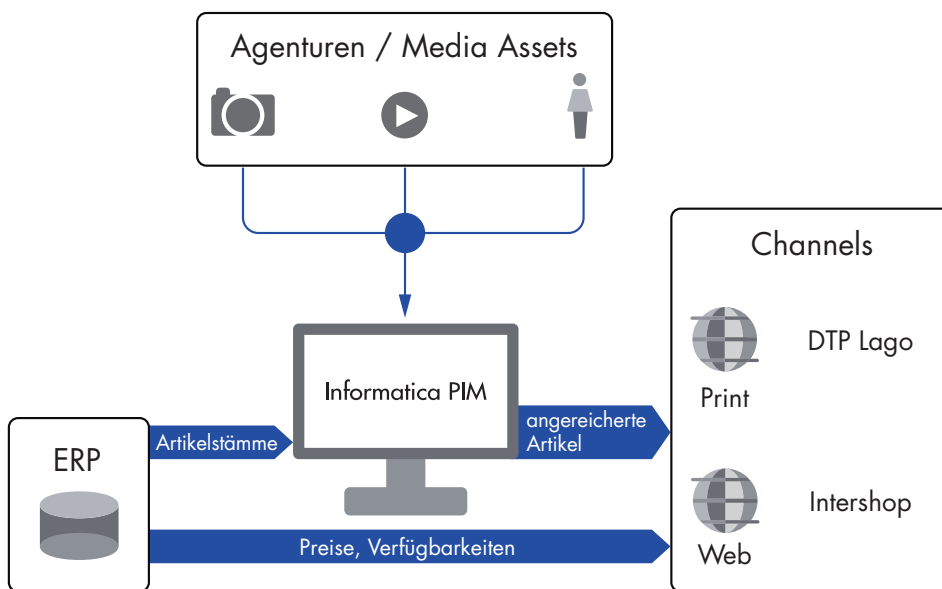 Agenturen / Media Assets
Channels
DTP Lago
Print
Informatica PIM
angereicherte
Artikel
Artikelstämme
ERP
Intershop
Web
Preise, Verfügbarkeiten